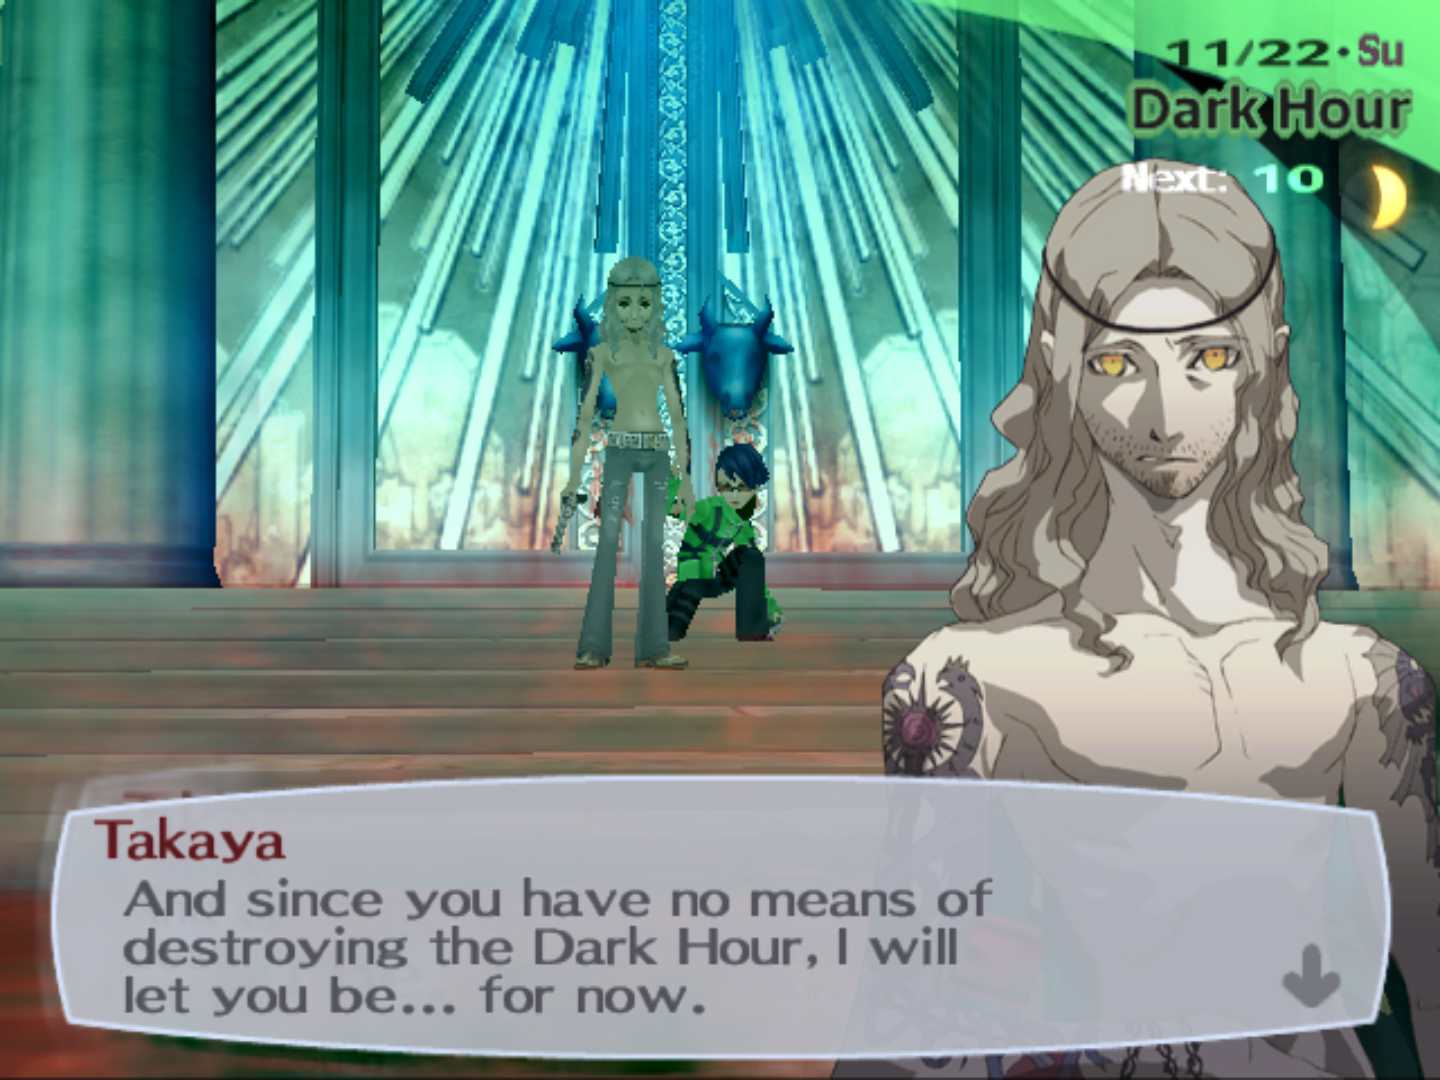 11/22·Su
Dark Hour
Next: 10
Takaya
And since you have no means of
destroying the Dark Hour, I will
let you be... for now.